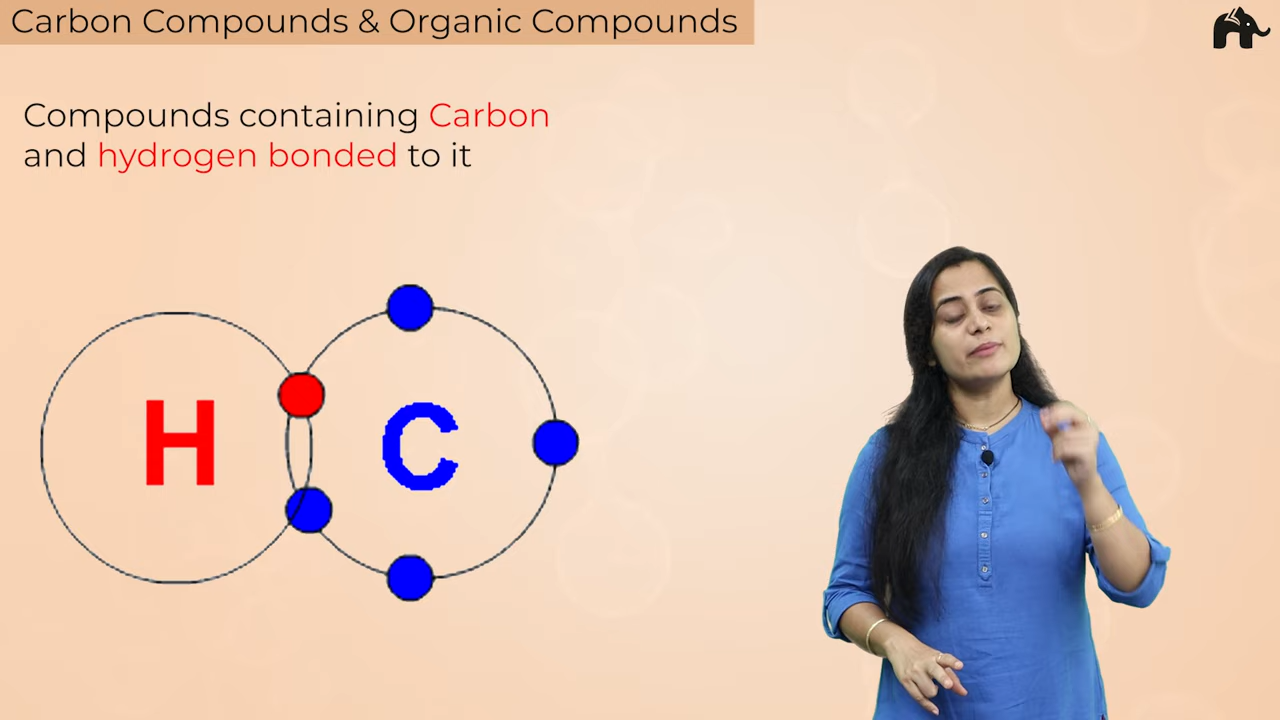 Carbon Compounds & Organic Compounds
Compounds containing Carbon
and hydrogen bonded to it
H C